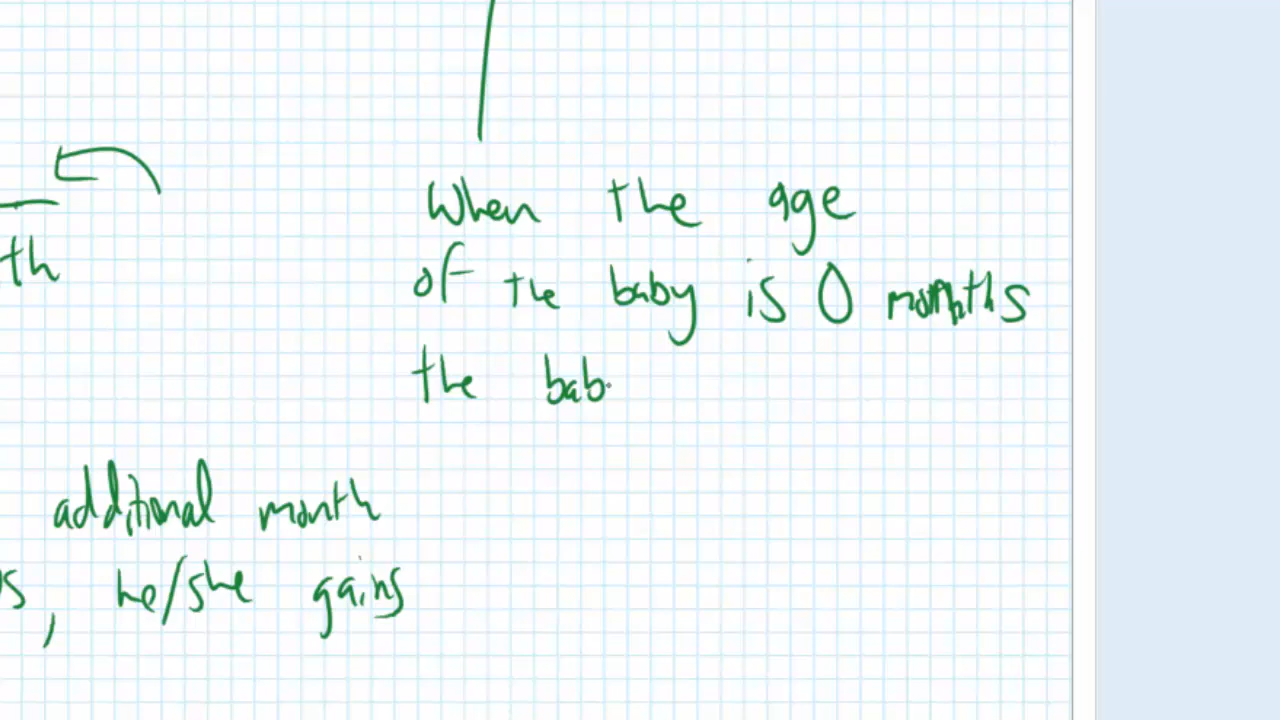 th
additional month
s, he/she gains
When the age
of the baby is 0 months
the bab